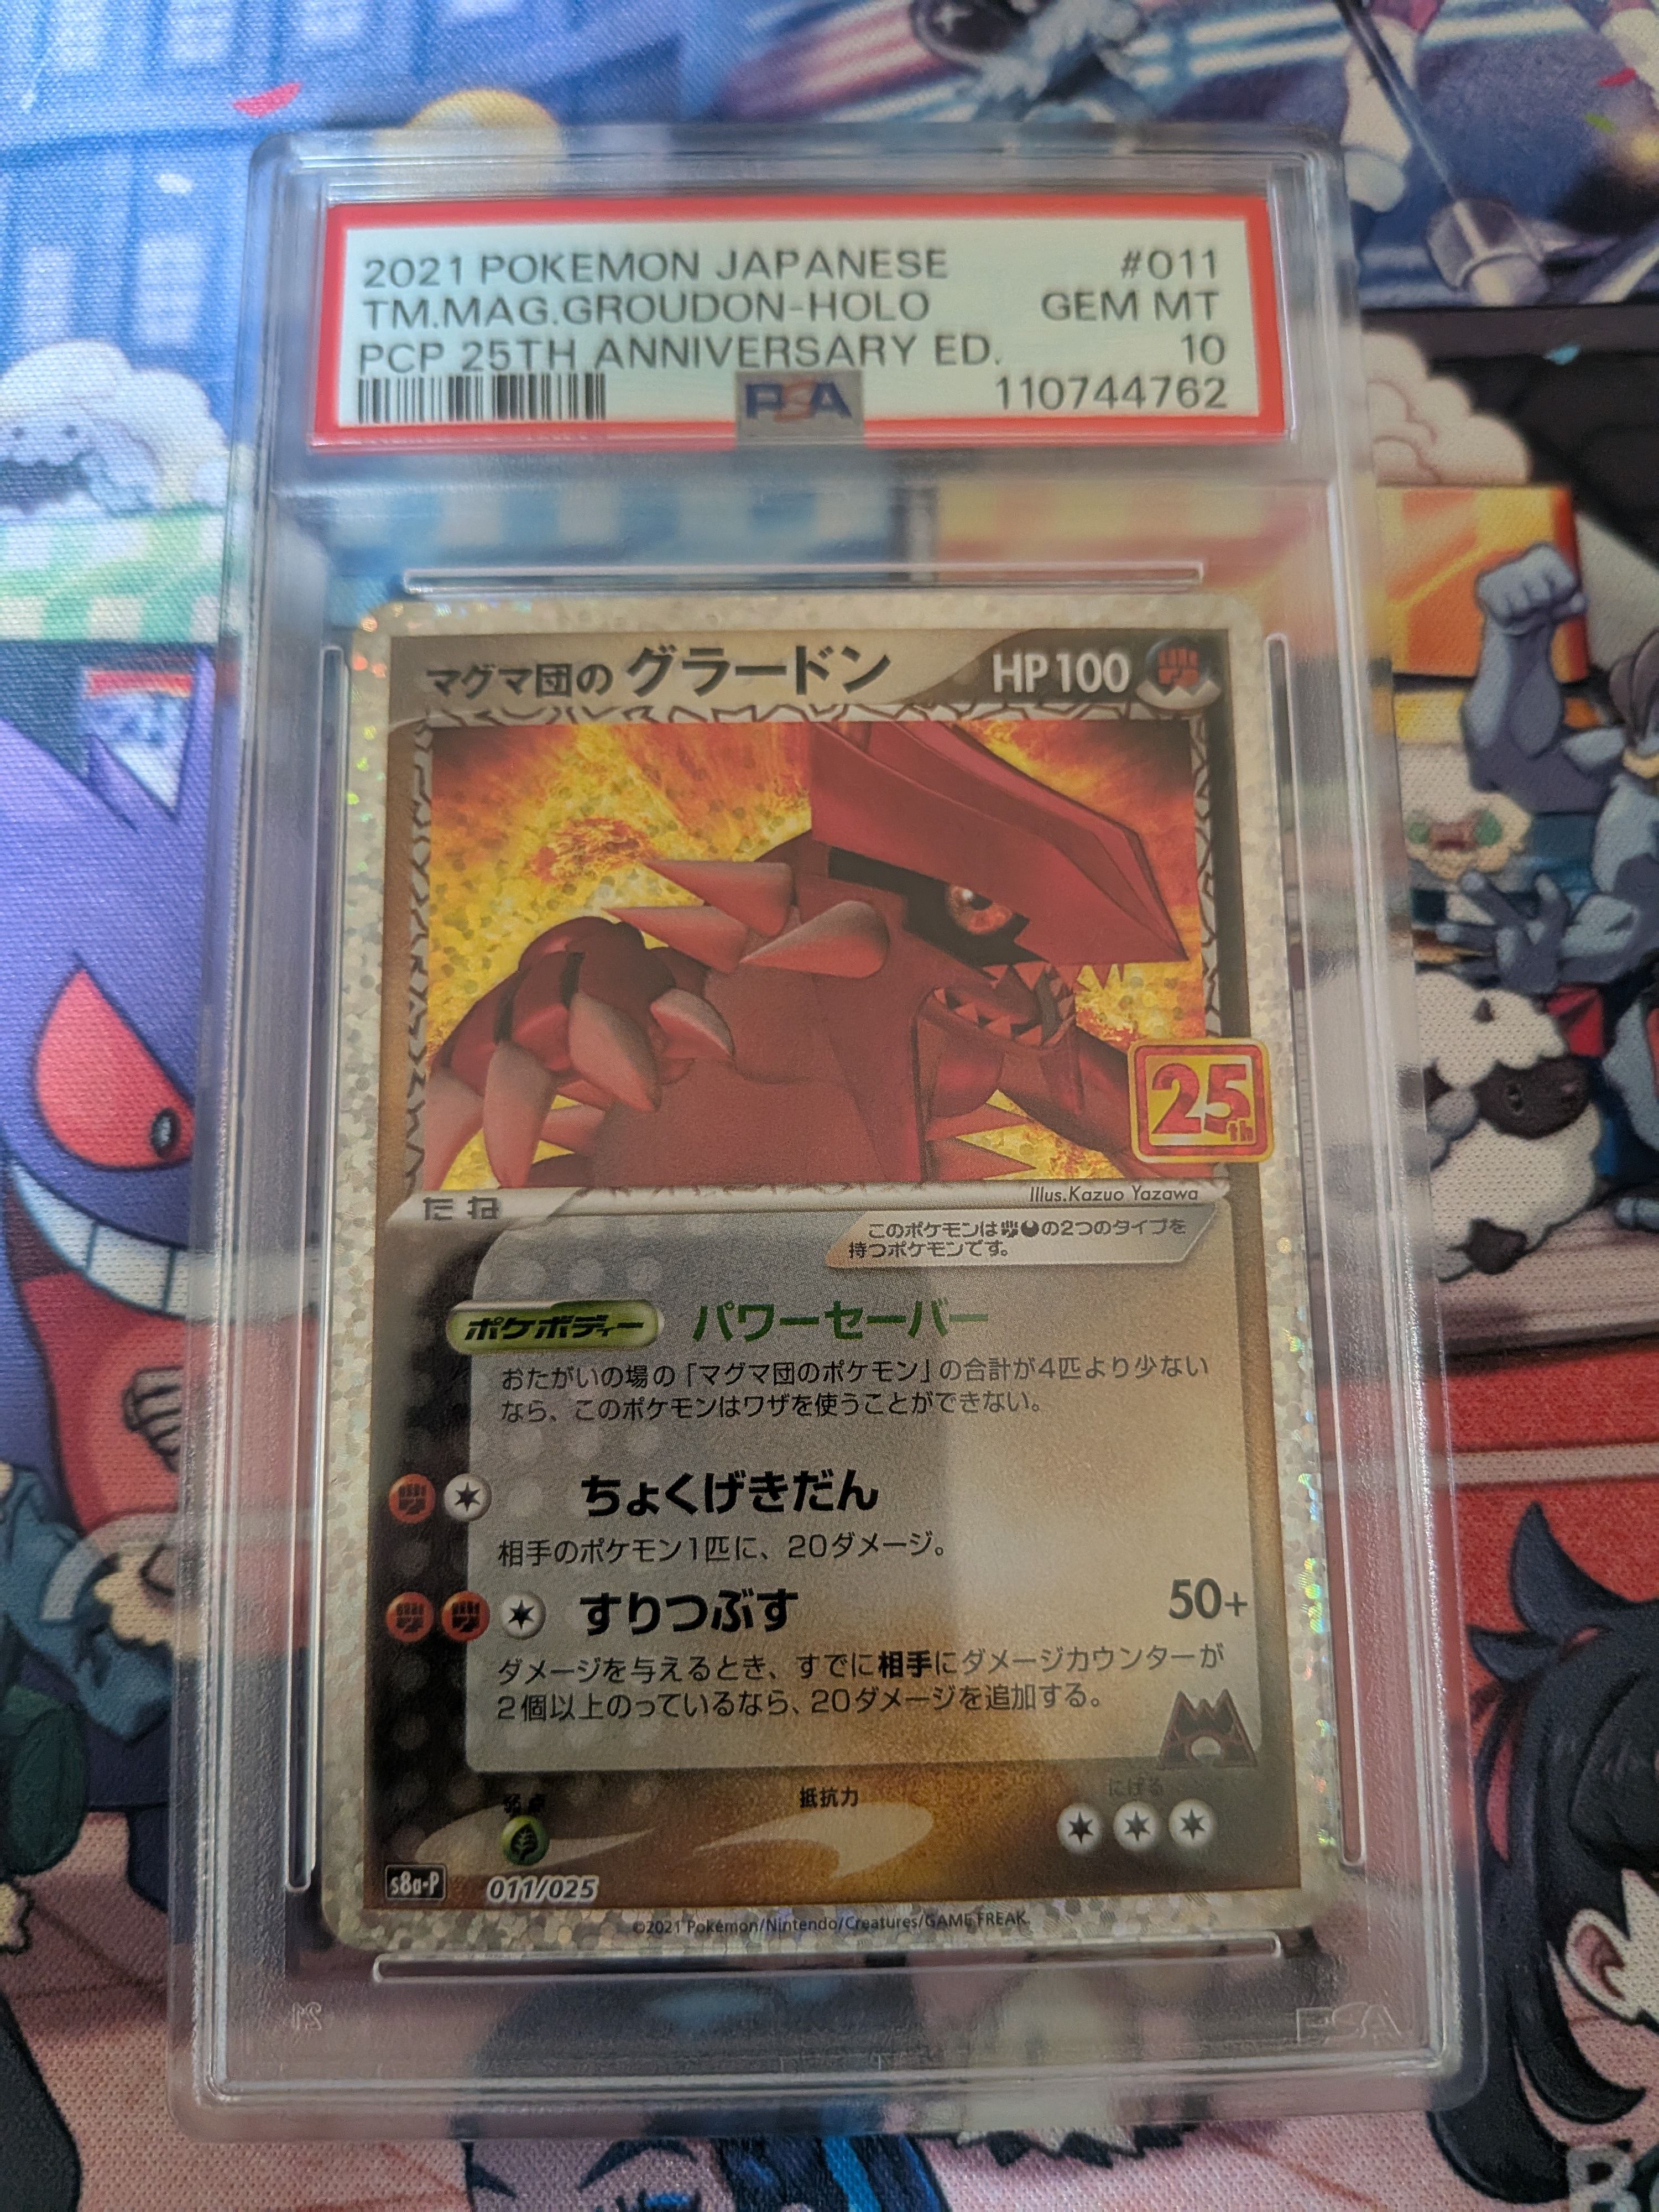 2021 POKEMON JAPANESE #011
TM.MAG.GROUDON-HOLO GEM MT
PCP 25TH ANNIVERSARY ED. 10
PSA 110744762
マグマ団の グラードン HP100
25th
たね Illus.Kazuo Yazawa
このポケモンは の2つのタイプを
持つポケモンです。
ポケボディー パワーセーバー
おたがいの場の「マグマ団のポケモン」の合計が4匹より少ない
なら、このポケモンはワザを使うことができない。
ちょくげきだん
相手のポケモン1匹に、20ダメージ。
すりつぶす 50+
ダメージを与えるとき、すでに相手にダメージカウンターが
2個以上のっているなら、20ダメージを追加する。
弱点 抵抗力 にげる
s8a-P 011/025
©2021 Pokémon/Nintendo/Creatures/GAME FREAK.
PSA